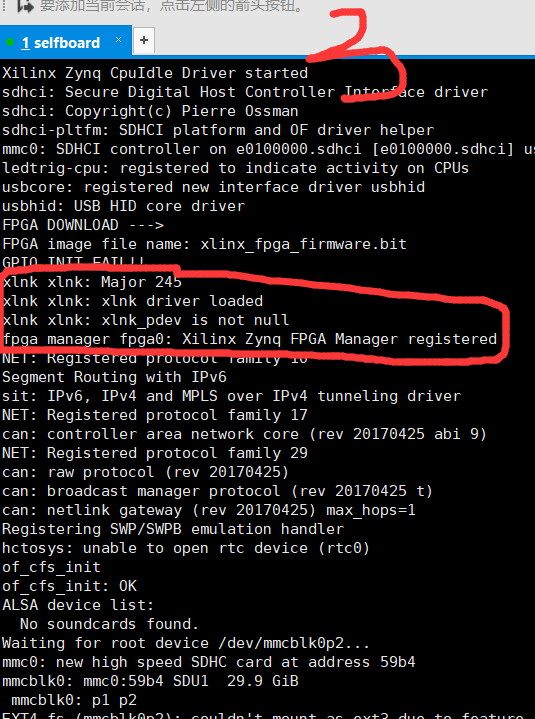 要添加当前会话，点击左侧的箭头按钮。
1 selfboard
2
Xilinx Zynq CpuIdle Driver started
sdhci: Secure Digital Host Controller Interface driver
sdhci: Copyright(c) Pierre Ossman
sdhci-pltfm: SDHCI platform and OF driver helper
mmc0: SDHCI controller on e0100000.sdhci [e0100000.sdhci] us
ledtrig-cpu: registered to indicate activity on CPUs
usbcore: registered new interface driver usbhid
usbhid: USB HID core driver
FPGA DOWNLOAD --->
FPGA image file name: xlinx_fpga_firmware.bit
GPIO INIT FAIL!!
xlnk xlnk: Major 245
xlnk xlnk: xlnk driver loaded
xlnk xlnk: xlnk_pdev is not null
fpga_manager fpga0: Xilinx Zynq FPGA Manager registered
NET: Registered protocol family 10
Segment Routing with IPv6
sit: IPv6, IPv4 and MPLS over IPv4 tunneling driver
NET: Registered protocol family 17
can: controller area network core (rev 20170425 abi 9)
NET: Registered protocol family 29
can: raw protocol (rev 20170425)
can: broadcast manager protocol (rev 20170425 t)
can: netlink gateway (rev 20170425) max_hops=1
Registering SWP/SWPB emulation handler
hctosys: unable to open rtc device (rtc0)
of_cfs_init
of_cfs_init: OK
ALSA device list:
No soundcards found.
Waiting for root device /dev/mmcblk0p2...
mmc0: new high speed SDHC card at address 59b4
mmcblk0: mmc0:59b4 SDU1 29.9 GiB
mmcblk0: p1 p2
EXT4-fs (mmcblk0p2): couldn't mount as ext3 due to feature